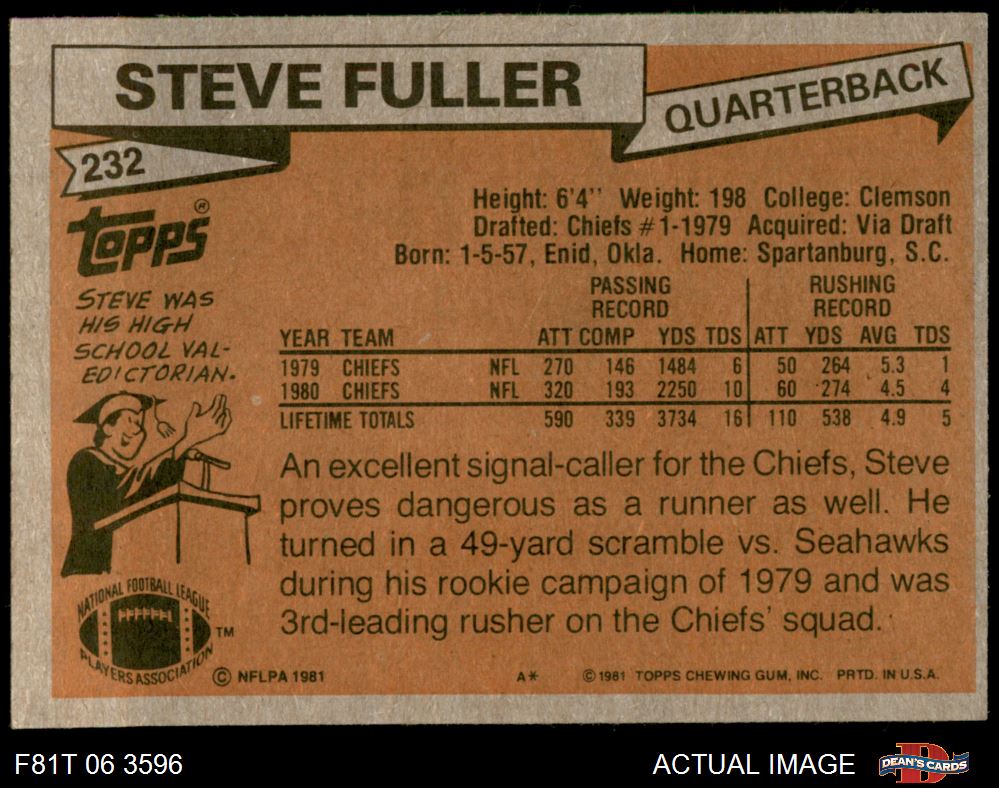 STEVE FULLER
QUARTERBACK
232
Topps®
Height: 6'4'' Weight: 198 College: Clemson
Drafted: Chiefs #1-1979 Acquired: Via Draft
Born: 1-5-57, Enid, Okla. Home: Spartanburg, S.C.
STEVE WAS
HIS HIGH
SCHOOL VAL-
EDICTORIAN.
PASSING RUSHING
RECORD RECORD
YEAR TEAM ATT COMP YDS TDS ATT YDS AVG TDS
1979 CHIEFS NFL 270 146 1484 6 50 264 5.3 1
1980 CHIEFS NFL 320 193 2250 10 60 274 4.5 4
LIFETIME TOTALS 590 339 3734 16 110 538 4.9 5
An excellent signal-caller for the Chiefs, Steve
proves dangerous as a runner as well. He
turned in a 49-yard scramble vs. Seahawks
during his rookie campaign of 1979 and was
3rd-leading rusher on the Chiefs' squad.
NATIONAL FOOTBALL LEAGUE
PLAYERS ASSOCIATION
TM
© NFLPA 1981 A* © 1981 TOPPS CHEWING GUM, INC. PRTD. IN U.S.A.
F81T 06 3596 ACTUAL IMAGE
D
DEAN'S CARDS